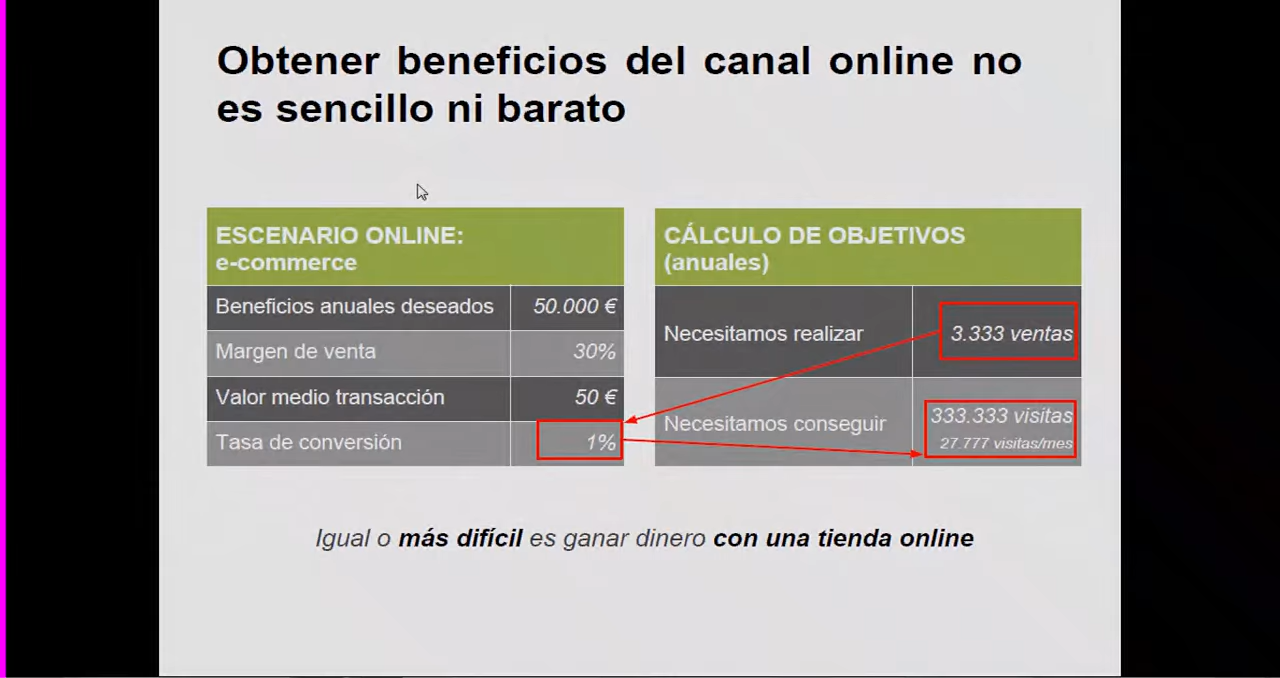 Obtener beneficios del canal online no
es sencillo ni barato
ESCENARIO ONLINE:
e-commerce
Beneficios anuales deseados 50.000 €
Margen de venta 30%
Valor medio transacción 50 €
Tasa de conversión 1%
CÁLCULO DE OBJETIVOS
(anuales)
Necesitamos realizar 3.333 ventas
Necesitamos conseguir 333.333 visitas
27.777 visitas/mes
Igual o más difícil es ganar dinero con una tienda online